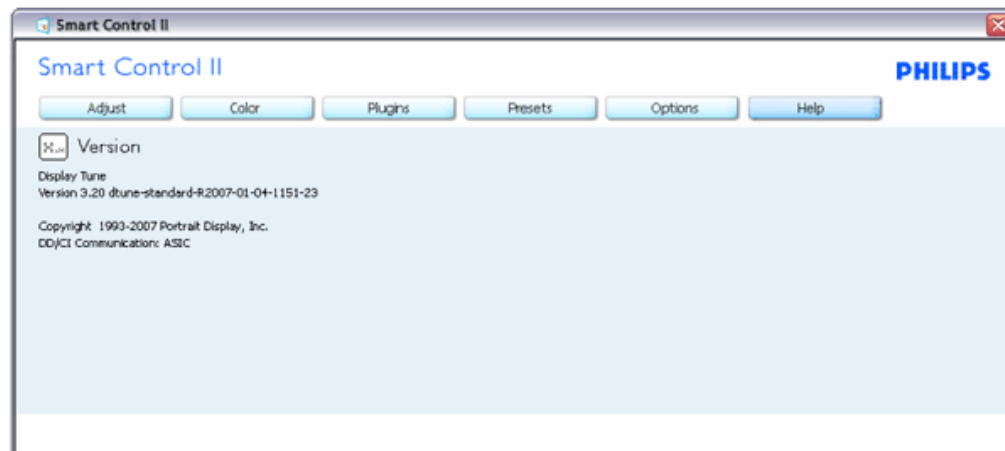 Smart Control II
Smart Control II
PHILIPS
Adjust Color Plugins Presets Options Help
Version
Display Tune
Version 3.20 dtune-standard-R2007-01-04-1151-23
Copyright 1993-2007 Portrait Display, Inc.
DD/CI Communication: ASIC